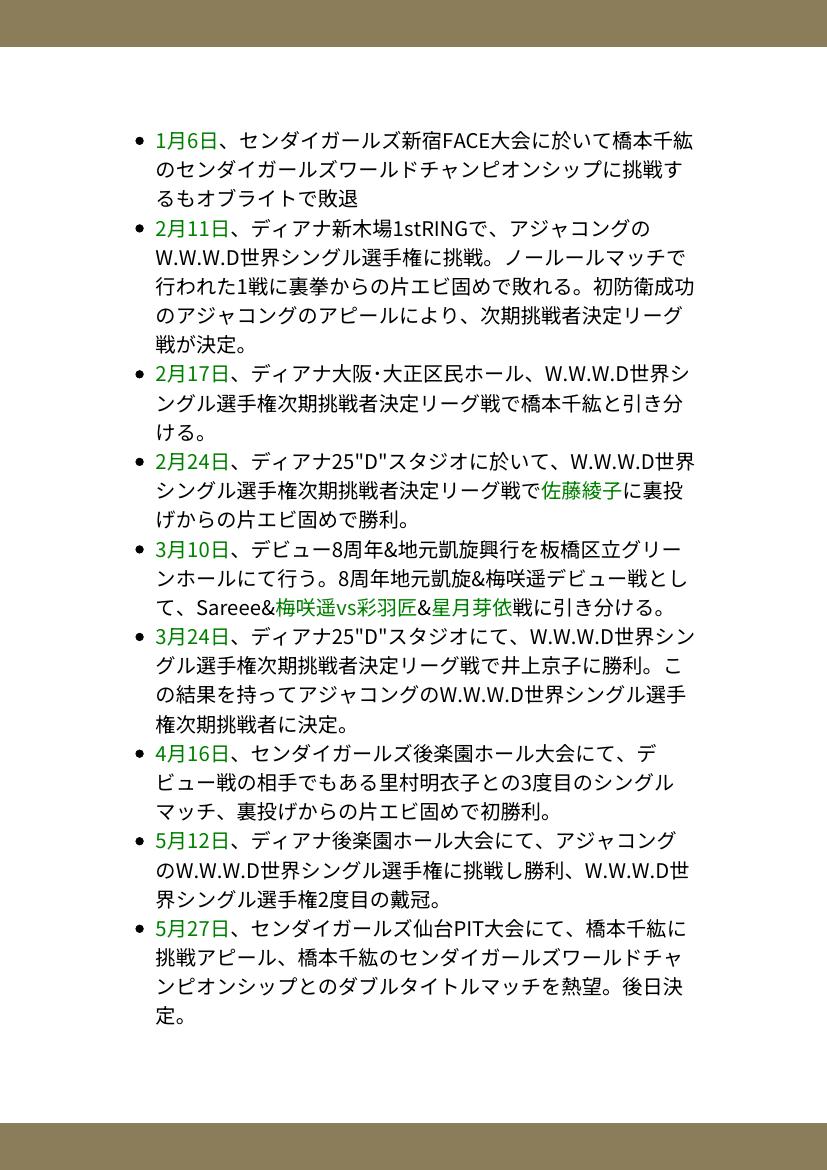 • 1月6日、センダイガールズ新宿FACE大会に於いて橋本千紘
のセンダイガールズワールドチャンピオンシップに挑戦す
るもオブライトで敗退
• 2月11日、ディアナ新木場1stRINGで、アジャコングの
W.W.W.D世界シングル選手権に挑戦。ノールールマッチで
行われた1戦に裏拳からの片エビ固めで敗れる。初防衛成功
のアジャコングのアピールにより、次期挑戦者決定リーグ
戦が決定。
• 2月17日、ディアナ大阪･大正区民ホール、W.W.W.D世界シ
ングル選手権次期挑戦者決定リーグ戦で橋本千紘と引き分
ける。
• 2月24日、ディアナ25"D"スタジオに於いて、W.W.W.D世界
シングル選手権次期挑戦者決定リーグ戦で佐藤綾子に裏投
げからの片エビ固めで勝利。
• 3月10日、デビュー8周年&地元凱旋興行を板橋区立グリー
ンホールにて行う。8周年地元凱旋&梅咲遥デビュー戦とし
て、Sareee&梅咲遥vs彩羽匠&星月芽依戦に引き分ける。
• 3月24日、ディアナ25"D"スタジオにて、W.W.W.D世界シン
グル選手権次期挑戦者決定リーグ戦で井上京子に勝利。こ
の結果を持ってアジャコングのW.W.W.D世界シングル選手
権次期挑戦者に決定。
• 4月16日、センダイガールズ後楽園ホール大会にて、デ
ビュー戦の相手でもある里村明衣子との3度目のシングル
マッチ、裏投げからの片エビ固めで初勝利。
• 5月12日、ディアナ後楽園ホール大会にて、アジャコング
のW.W.W.D世界シングル選手権に挑戦し勝利、W.W.W.D世
界シングル選手権2度目の戴冠。
• 5月27日、センダイガールズ仙台PIT大会にて、橋本千紘に
挑戦アピール、橋本千紘のセンダイガールズワールドチャ
ンピオンシップとのダブルタイトルマッチを熱望。後日決
定。